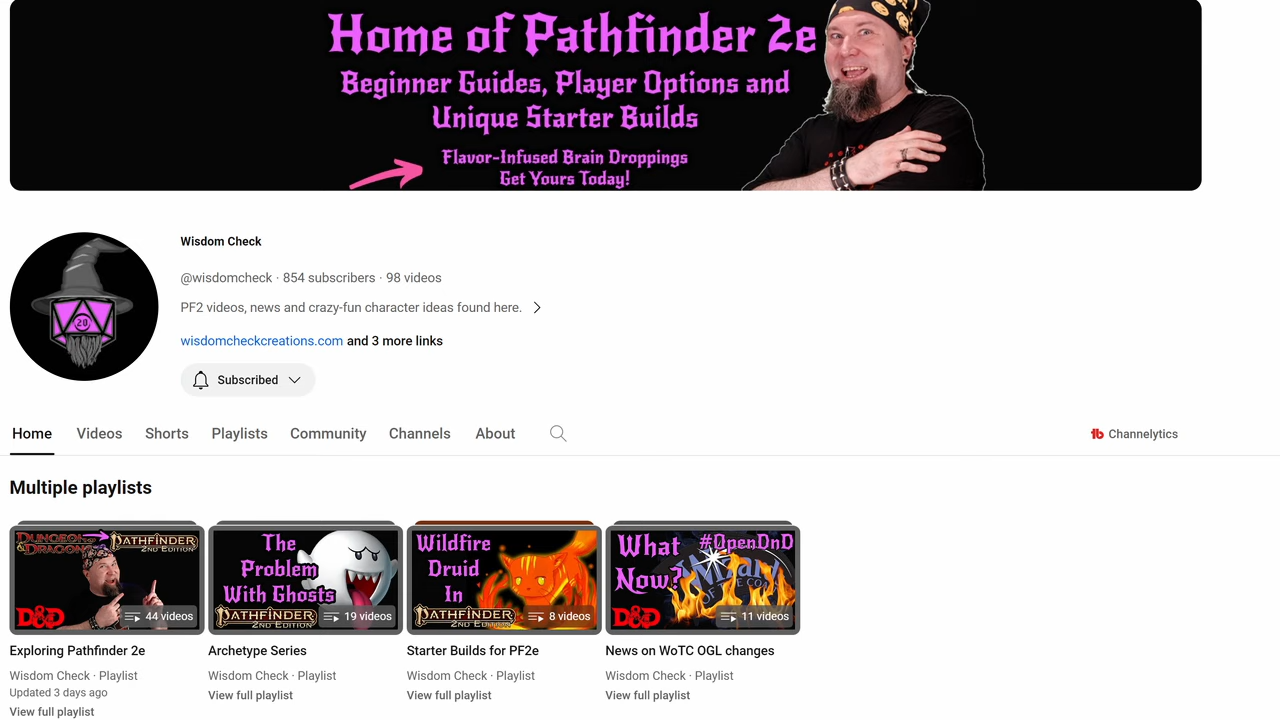 Home of Pathfinder 2e
Beginner Guides, Player Options and
Unique Starter Builds
Flavor-Infused Brain Droppings
Get Yours Today!
Wisdom Check
@wisdomcheck · 854 subscribers · 98 videos
PF2 videos, news and crazy-fun character ideas found here.
wisdomcheckcreations.com and 3 more links
20
Subscribed
Home Videos Shorts Playlists Community Channels About
Channelytics
Multiple playlists
DUNGEONS & DRAGONS
PATHFINDER
2ND EDITION
D&D
44 videos
The
Problem
With Ghosts
PATHFINDER
2ND EDITION
19 videos
Wildfire
Druid
In
PATHFINDER
2ND EDITION
8 videos
What
Now?
#OpenDnD
D&D
11 videos
Exploring Pathfinder 2e
Wisdom Check · Playlist
Updated 3 days ago
View full playlist
Archetype Series
Wisdom Check · Playlist
View full playlist
Starter Builds for PF2e
Wisdom Check · Playlist
View full playlist
News on WoTC OGL changes
Wisdom Check · Playlist
View full playlist